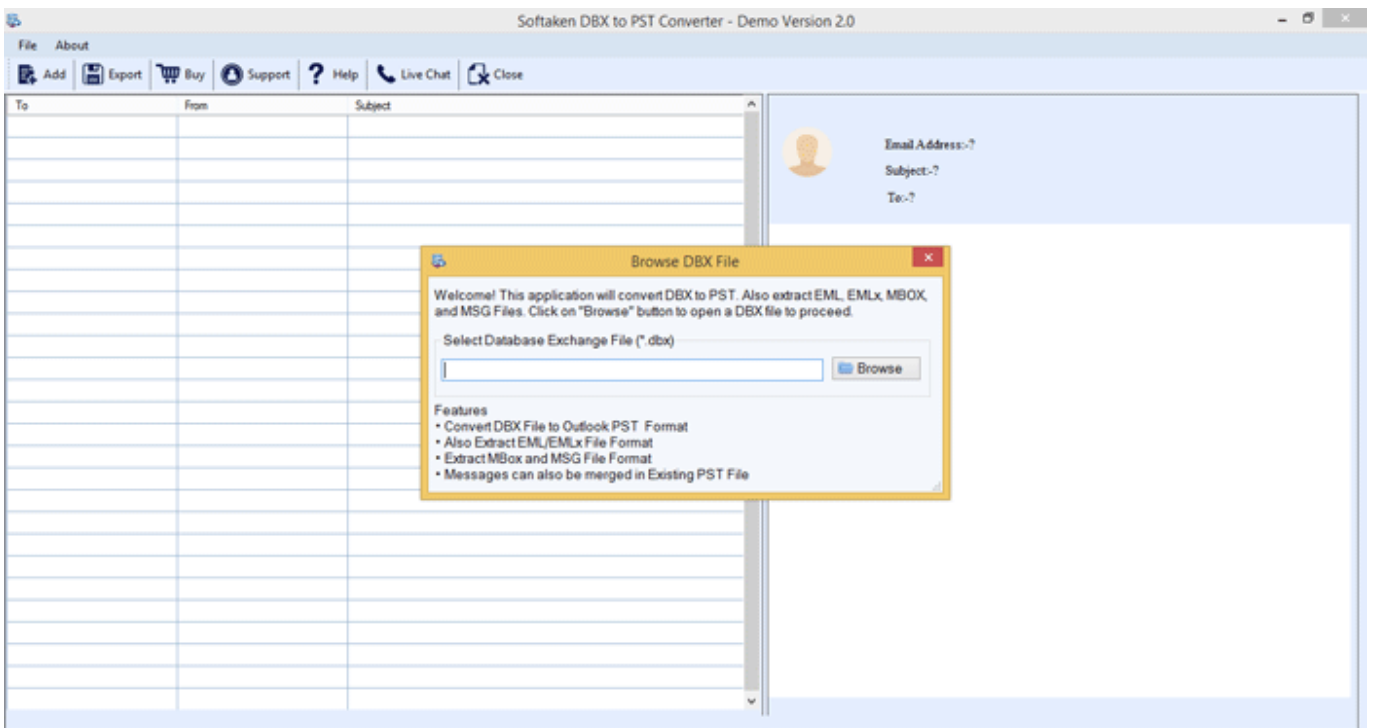 Softaken DBX to PST Converter - Demo Version 2.0
File About
Add Export Buy Support ? Help Live Chat Close
To From Subject
Email Address:-?
Subject:-?
To:-?
Browse DBX File
Welcome! This application will convert DBX to PST. Also extract EML, EMLx, MBOX,
and MSG Files. Click on "Browse" button to open a DBX file to proceed.
Select Database Exchange File (*.dbx)
Browse
Features
• Convert DBX File to Outlook PST Format
• Also Extract EML/EMLx File Format
• Extract MBox and MSG File Format
• Messages can also be merged in Existing PST File